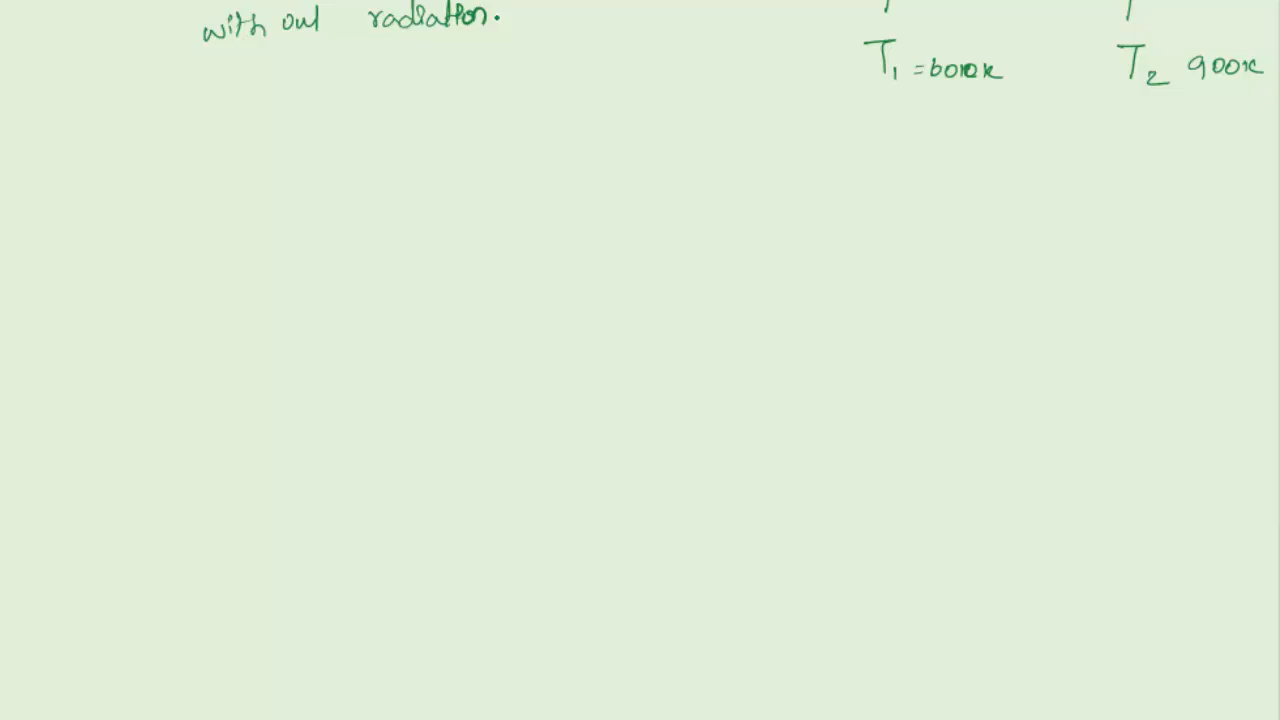 with out radiation.
T₁ = 600k T₂ 900k